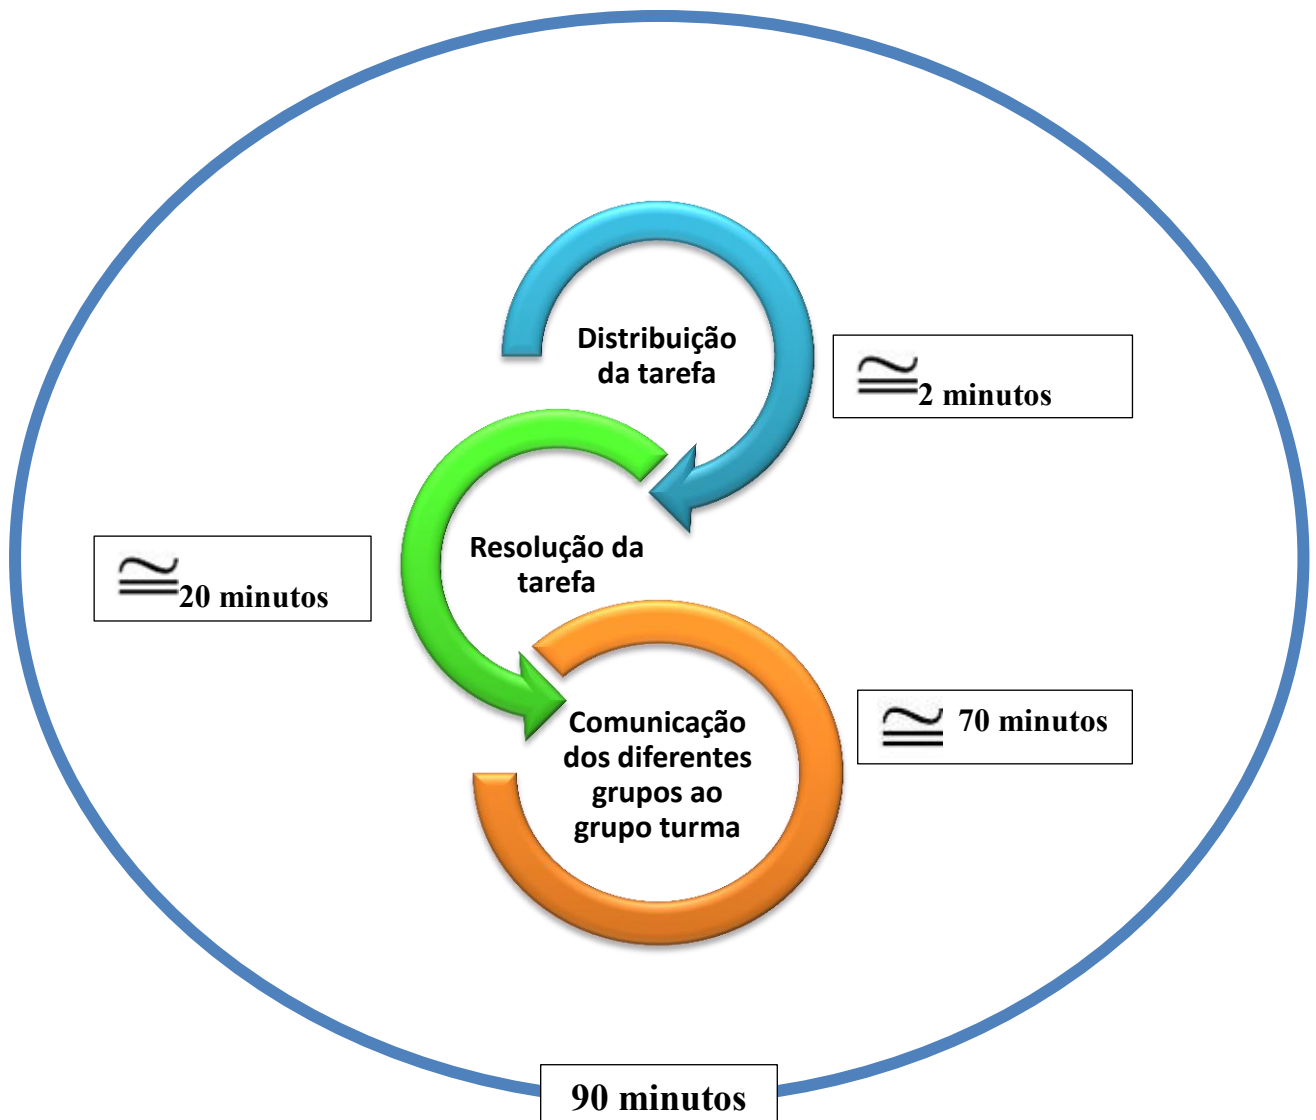 Distribuição
da tarefa
≅2 minutos
Resolução da
tarefa
≅20 minutos
Comunicação
dos diferentes
grupos ao
grupo turma
≅ 70 minutos
90 minutos